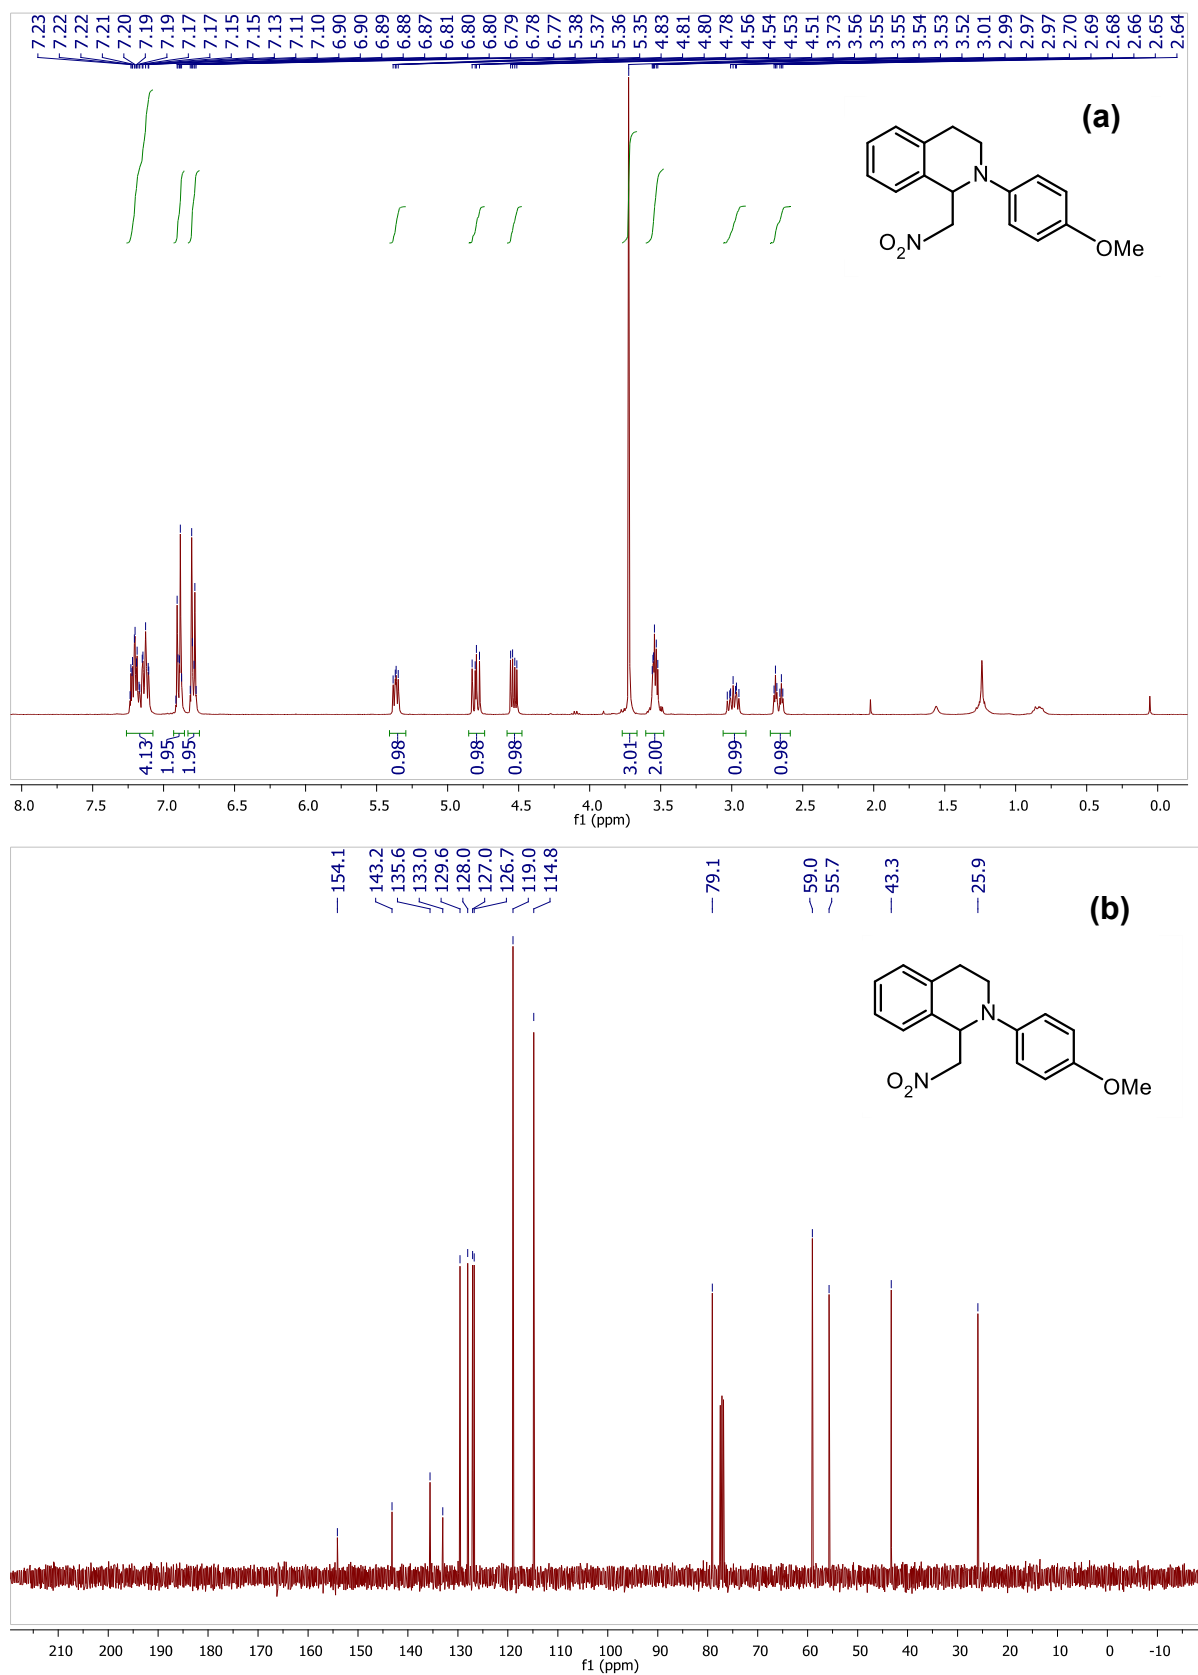 7.23 7.22 7.22 7.21 7.20 7.19 7.19 7.17 7.17 7.15 7.15 7.13 7.11 7.10 6.90 6.90 6.89 6.88 6.87 6.81 6.80 6.80 6.79 6.78 6.77 5.38 5.37 5.36 5.35 4.83 4.81 4.80 4.78 4.56 4.54 4.53 4.51 3.73 3.56 3.55 3.55 3.54 3.53 3.52 3.01 2.99 2.97 2.97 2.70 2.69 2.68 2.66 2.65 2.64
(a)
N
O2N
OMe
4.13 1.95 1.95 0.98 0.98 0.98 3.01 2.00 0.99 0.98
8.0 7.5 7.0 6.5 6.0 5.5 5.0 4.5 4.0 3.5 3.0 2.5 2.0 1.5 1.0 0.5 0.0
f1 (ppm)
154.1 143.2 135.6 133.0 129.6 128.0 127.0 126.7 119.0 114.8 79.1 59.0 55.7 43.3 25.9
(b)
N
O2N
OMe
210 200 190 180 170 160 150 140 130 120 110 100 90 80 70 60 50 40 30 20 10 0 -10
f1 (ppm)